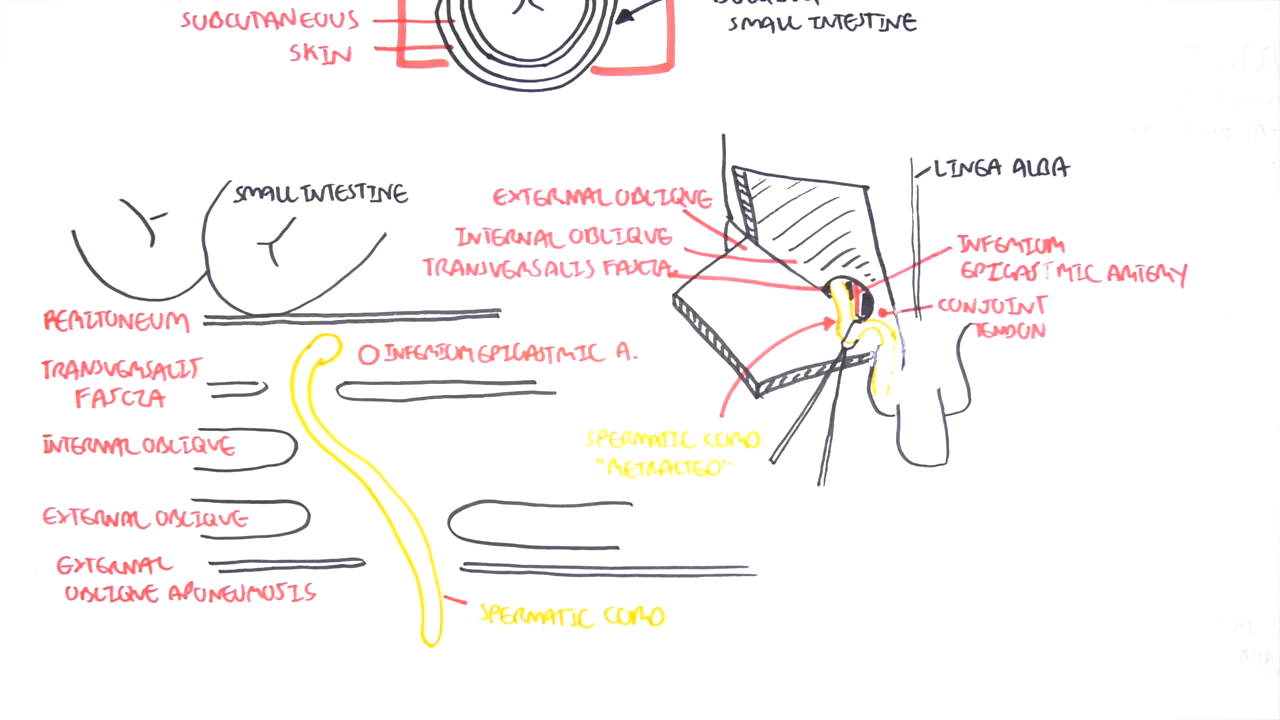 SUBCUTANEOUS
SKIN
SMALL INTESTINE
LINEA ALBA
SMALL INTESTINE
EXTERNAL OBLIQUE
INTERNAL OBLIQUE
TRANSVERSALIS FASCIA
INFERIOR
EPIGASTRIC ARTERY
CONJOINT
TENDON
PERITONEUM
INFERIOR EPIGASTRIC A.
TRANSVERSALIS
FASCIA
INTERNAL OBLIQUE
SPERMATIC CORD
"RETRACTED"
EXTERNAL OBLIQUE
EXTERNAL
OBLIQUE APONEUROSIS
SPERMATIC CORD